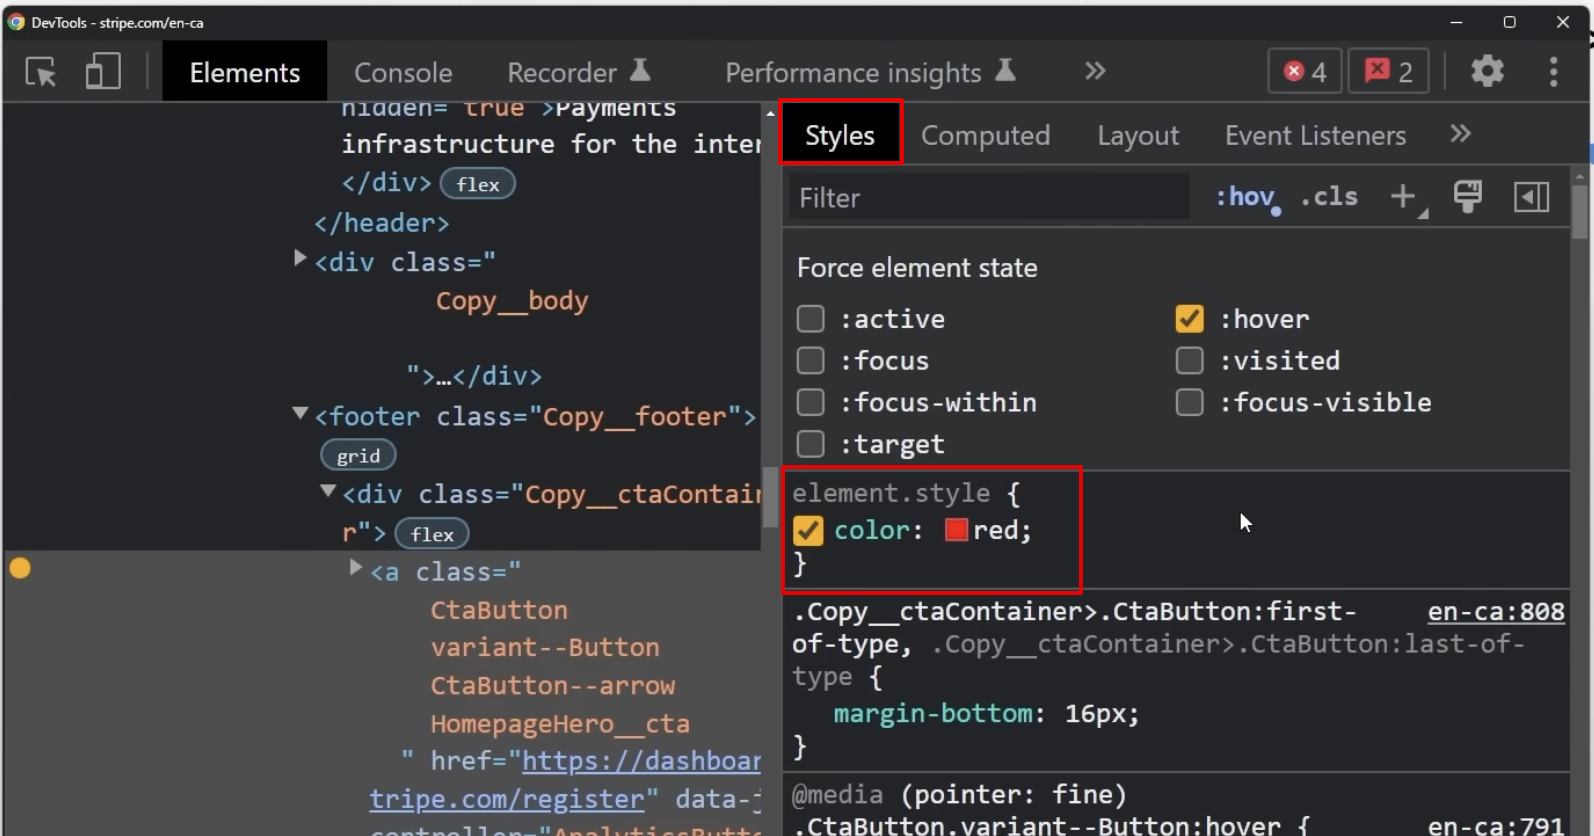 DevTools - stripe.com/en-ca
Elements
Console
Recorder
Performance insights
4
2
hidden="true">Payments
infrastructure for the inter
</div>
flex
</header>
<div class="
Copy__body
">…</div>
<footer class="Copy__footer">
grid
<div class="Copy__ctaContain
r">
flex
<a class="
CtaButton
variant--Button
CtaButton--arrow
HomepageHero__cta
" href="https://dashboar
tripe.com/register" data-j
controller="AnalyticsButto
Styles
Computed
Layout
Event Listeners
Filter
:hov
.cls
Force element state
:active
:hover
:focus
:visited
:focus-within
:focus-visible
:target
element.style {
color: red;
}
.Copy__ctaContainer>.CtaButton:first- en-ca:808
of-type, .Copy__ctaContainer>.CtaButton:last-of-
type {
margin-bottom: 16px;
}
@media (pointer: fine)
.CtaButton.variant--Button:hover { en-ca:791